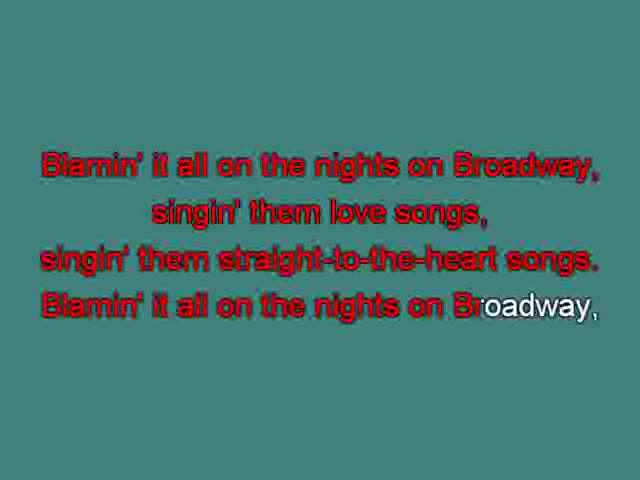 Blamin' it all on the nights on Broadway,
singin' them love songs,
singin' them straight-to-the-heart songs.
Blamin' it all on the nights on Broadway,